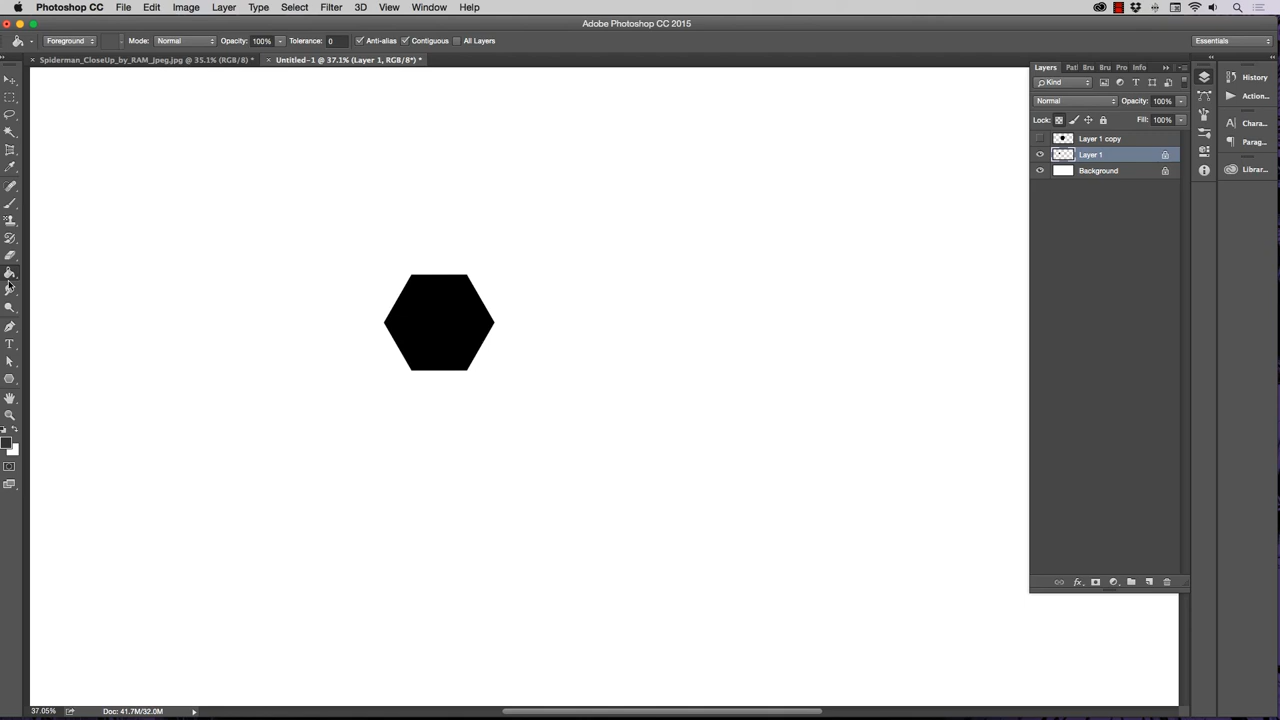 Photoshop CC File Edit Image Layer Type Select Filter 3D View Window Help
Adobe Photoshop CC 2015
Foreground Mode: Normal Opacity: 100% Tolerance: 0 Anti-alias Contiguous All Layers Essentials
× Spiderman_CloseUp_by_RAM_Jpeg.jpg @ 35.1% (RGB/8) * × Untitled-1 @ 37.1% (Layer 1, RGB/8*) *
Layers Patl Bru Bru Pro Info
History
Kind
Action...
Normal Opacity: 100%
Lock: Fill: 100%
Chara...
Layer 1 copy
Parag...
Layer 1
Background
Librar...
T
fx
37.05% Doc: 41.7M/32.0M